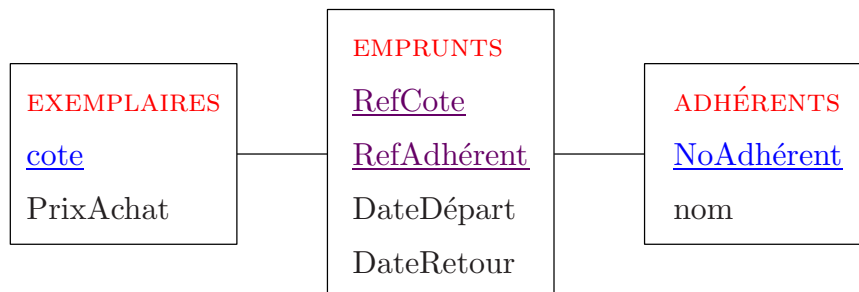 EXEMPLAIRES
cote
PrixAchat
EMPRUNTS
RefCote
RefAdhérent
DateDépart
DateRetour
ADHÉRENTS
NoAdhérent
nom